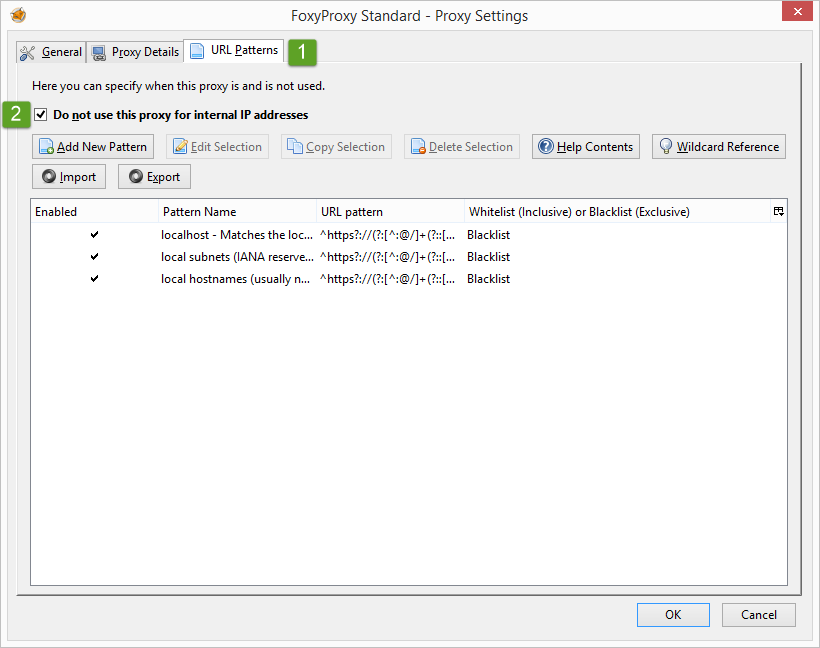 FoxyProxy Standard - Proxy Settings
General Proxy Details URL Patterns 1
Here you can specify when this proxy is and is not used.
2 Do not use this proxy for internal IP addresses
Add New Pattern Edit Selection Copy Selection Delete Selection Help Contents Wildcard Reference
Import Export
Enabled Pattern Name URL pattern Whitelist (Inclusive) or Blacklist (Exclusive)
localhost - Matches the loc... ^https?://(?:[^:@/]+(?::[... Blacklist
local subnets (IANA reserve... ^https?://(?:[^:@/]+(?::[... Blacklist
local hostnames (usually n... ^https?://(?:[^:@/]+(?::[... Blacklist
OK Cancel